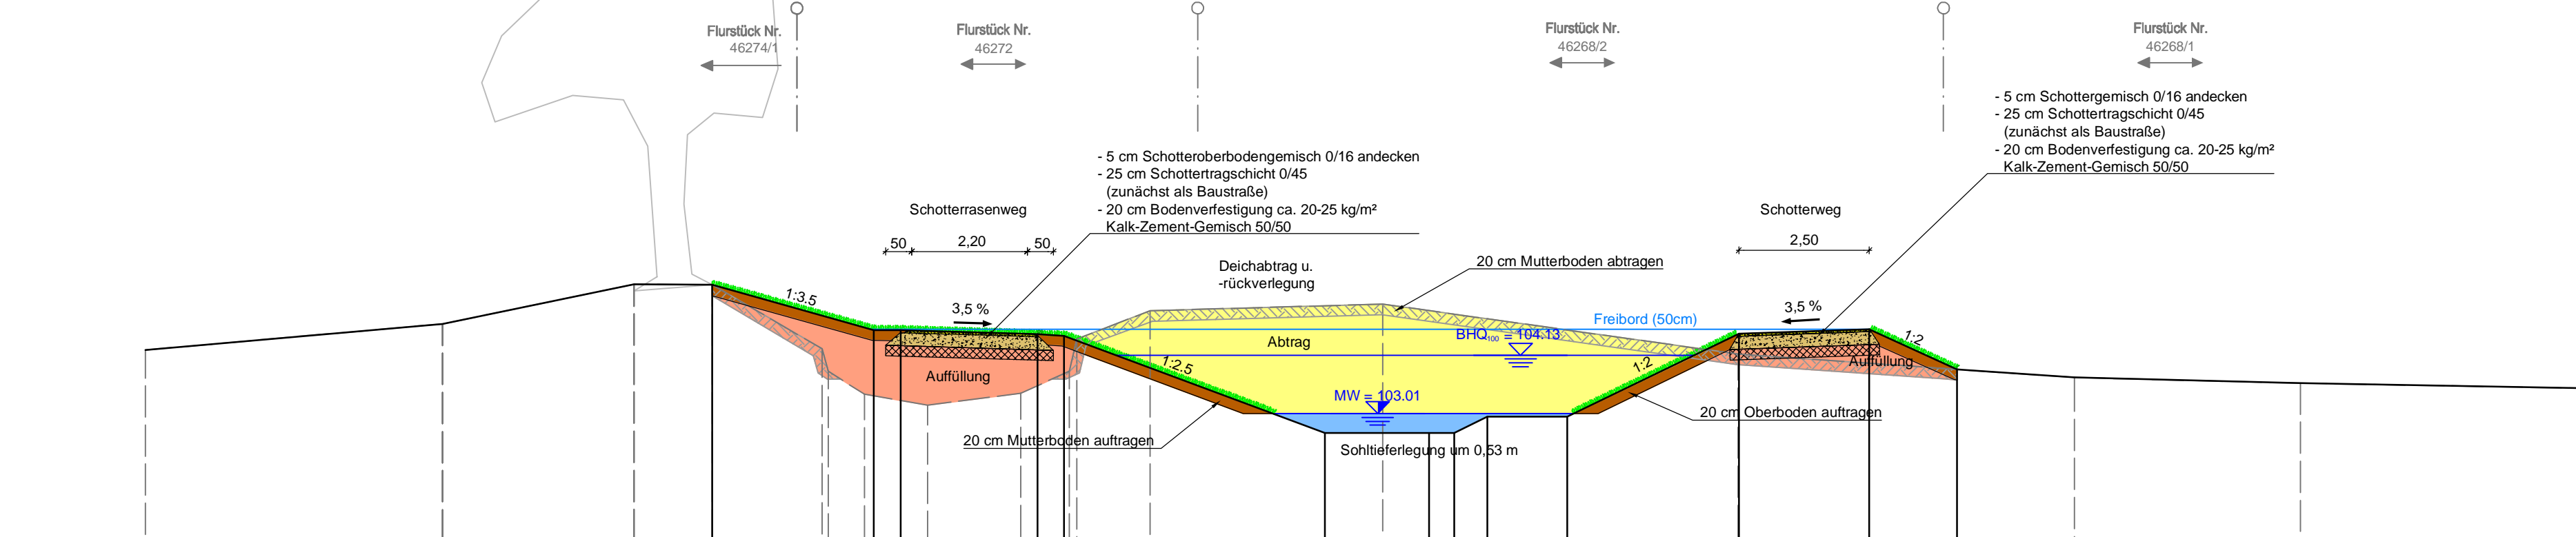 Flurstück Nr.
46274/1
Flurstück Nr.
46272
Flurstück Nr.
46268/2
Flurstück Nr.
46268/1
- 5 cm Schottergemisch 0/16 andecken
- 25 cm Schottertragschicht 0/45
(zunächst als Baustraße)
- 20 cm Bodenverfestigung ca. 20-25 kg/m²
Kalk-Zement-Gemisch 50/50
- 5 cm Schotteroberbodengemisch 0/16 andecken
- 25 cm Schottertragschicht 0/45
(zunächst als Baustraße)
- 20 cm Bodenverfestigung ca. 20-25 kg/m²
Kalk-Zement-Gemisch 50/50
Schotterrasenweg
50
2,20
50
Schotterweg
2,50
Deichabtrag u.
-rückverlegung
20 cm Mutterboden abtragen
1:3.5
3,5 %
Freibord (50cm)
3,5 %
1:2
BHQ100 = 104.13
Abtrag
Auffüllung
1:2.5
1:2
Auffüllung
MW = 103.01
20 cm Oberboden auftragen
20 cm Mutterboden auftragen
Sohltieferlegung um 0,53 m